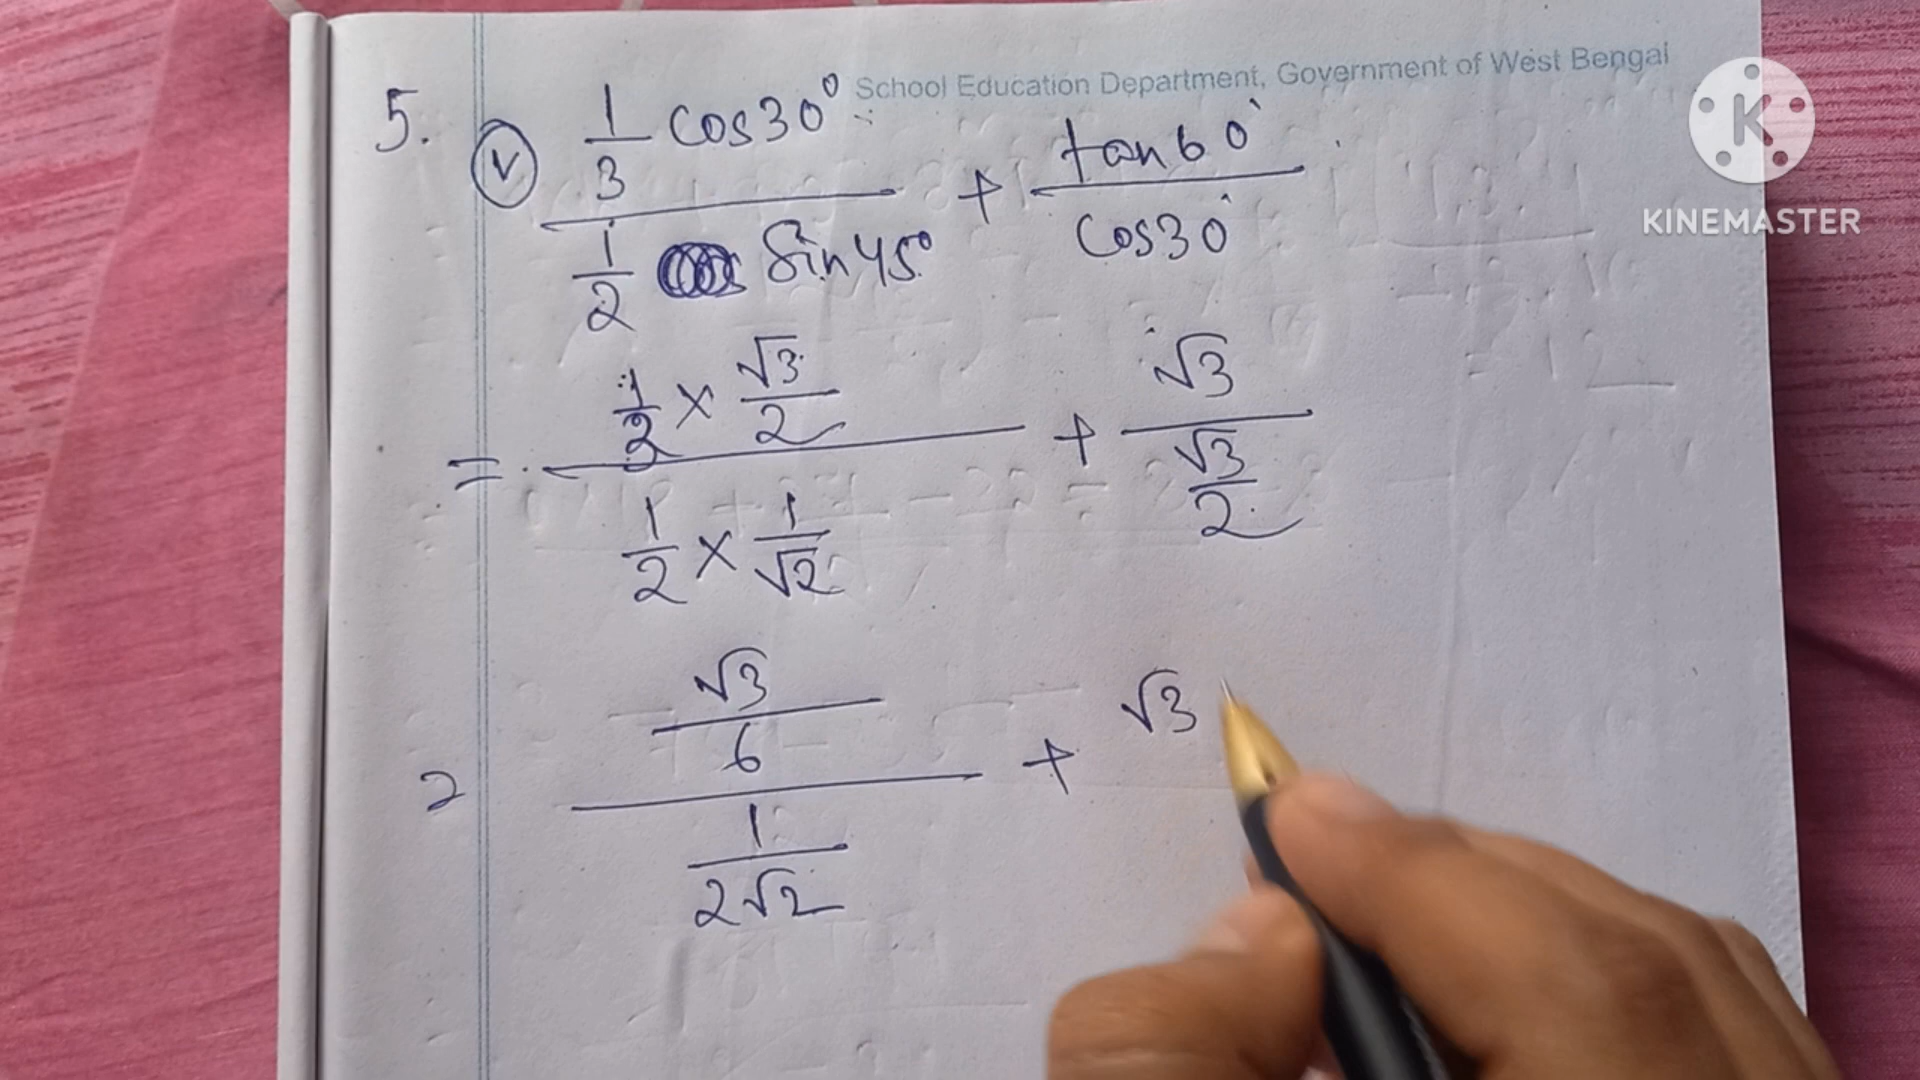 School Education Department, Government of West Bengal
K
KINEMASTER
5. (v) 1/3 cos30° / 1/2 Sin45° + tan60° / cos30°
= 1/2 × √3/2 / 1/2 × 1/√2 + √3 / √3/2
= √3/6 / 1/2√2 + √3